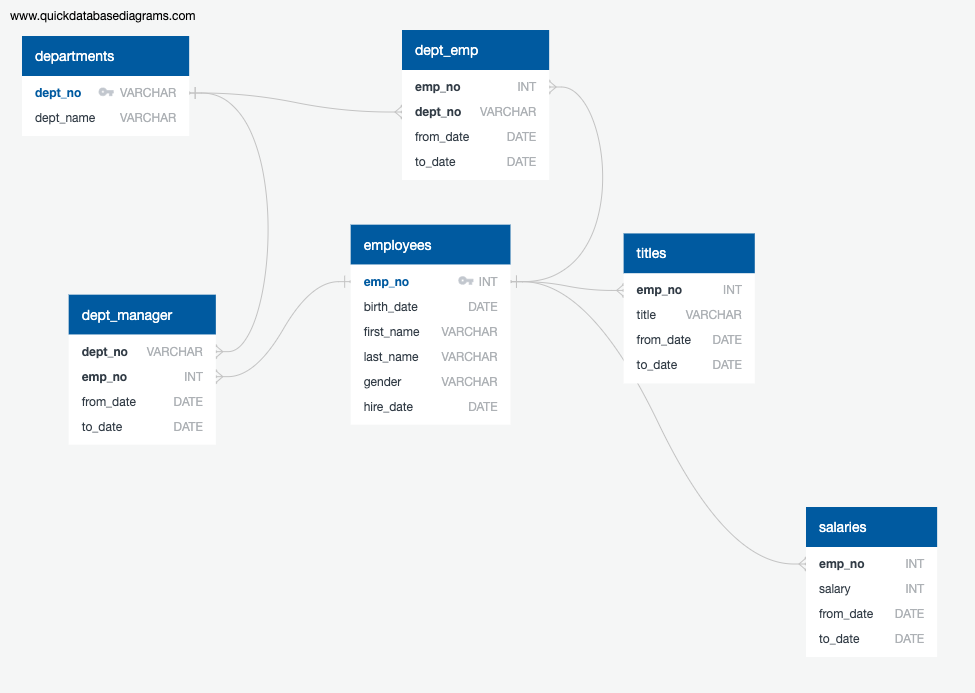 www.quickdatabasediagrams.com
departments
dept_no VARCHAR
dept_name VARCHAR
dept_emp
emp_no INT
dept_no VARCHAR
from_date DATE
to_date DATE
employees
emp_no INT
birth_date DATE
first_name VARCHAR
last_name VARCHAR
gender VARCHAR
hire_date DATE
titles
emp_no INT
title VARCHAR
from_date DATE
to_date DATE
dept_manager
dept_no VARCHAR
emp_no INT
from_date DATE
to_date DATE
salaries
emp_no INT
salary INT
from_date DATE
to_date DATE